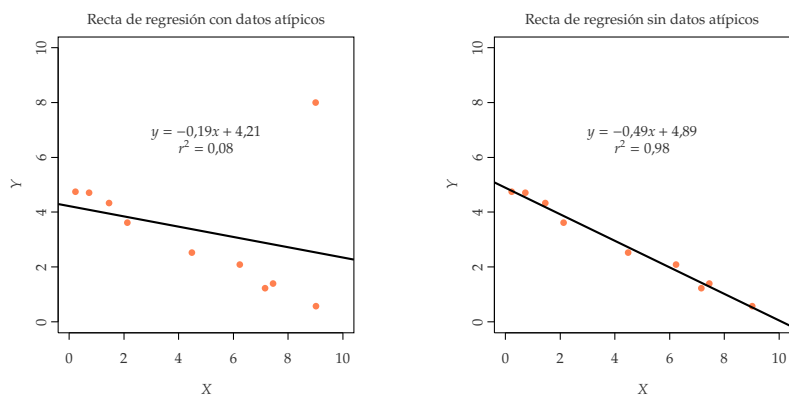 Recta de regresión con datos atípicos
10
8
6
4
2
0
Y
y = −0,19x + 4,21
r² = 0,08
0 2 4 6 8 10
X
Recta de regresión sin datos atípicos
10
8
6
4
2
0
Y
y = −0,49x + 4,89
r² = 0,98
0 2 4 6 8 10
X